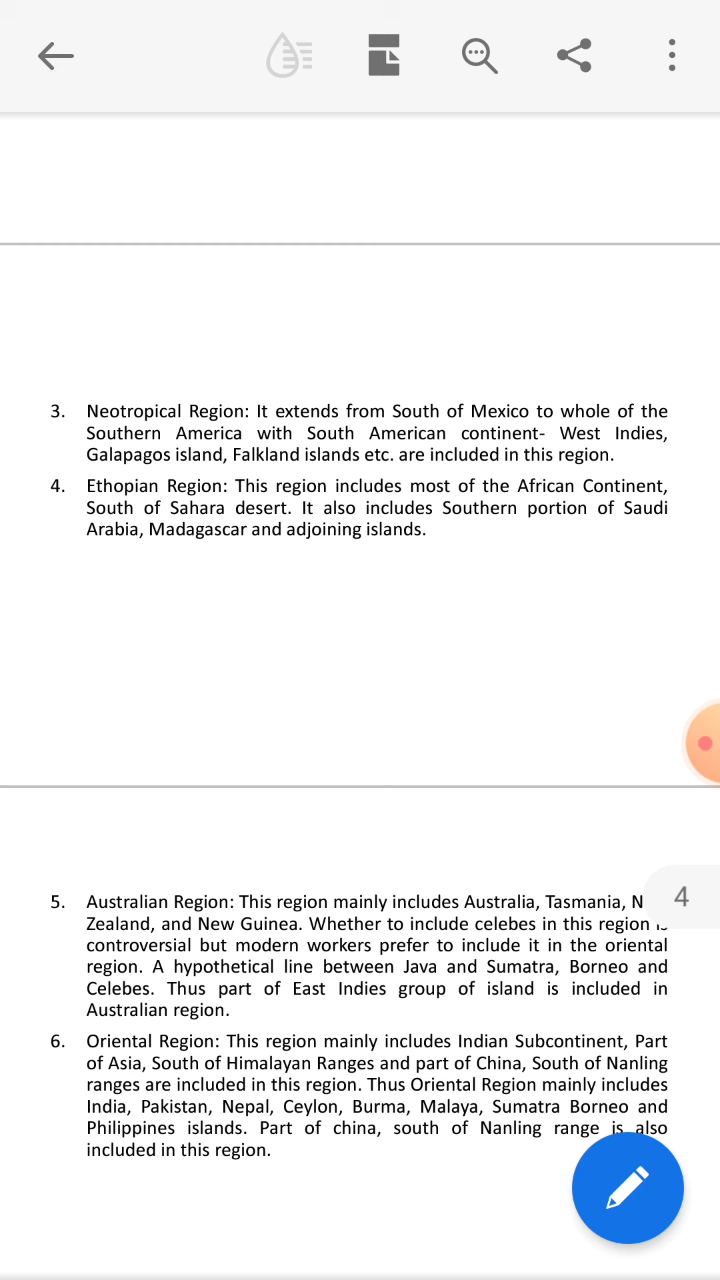 3. Neotropical Region: It extends from South of Mexico to whole of the
Southern America with South American continent- West Indies,
Galapagos island, Falkland islands etc. are included in this region.
4. Ethopian Region: This region includes most of the African Continent,
South of Sahara desert. It also includes Southern portion of Saudi
Arabia, Madagascar and adjoining islands.
5. Australian Region: This region mainly includes Australia, Tasmania, N
4
Zealand, and New Guinea. Whether to include celebes in this region is
controversial but modern workers prefer to include it in the oriental
region. A hypothetical line between Java and Sumatra, Borneo and
Celebes. Thus part of East Indies group of island is included in
Australian region.
6. Oriental Region: This region mainly includes Indian Subcontinent, Part
of Asia, South of Himalayan Ranges and part of China, South of Nanling
ranges are included in this region. Thus Oriental Region mainly includes
India, Pakistan, Nepal, Ceylon, Burma, Malaya, Sumatra Borneo and
Philippines islands. Part of china, south of Nanling range is also
included in this region.